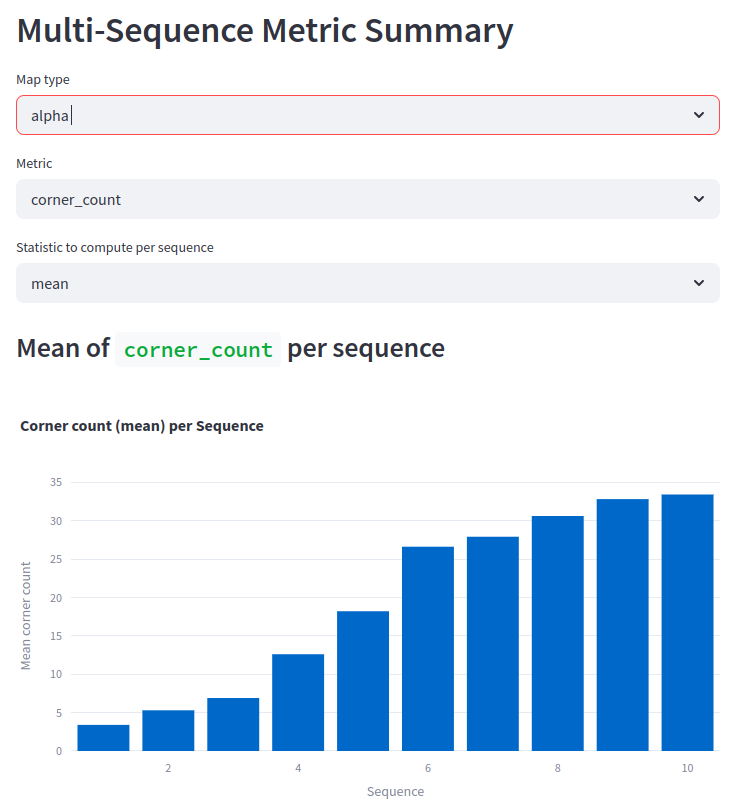 Multi-Sequence Metric Summary
Map type
alpha
Metric
corner_count
Statistic to compute per sequence
mean
Mean of corner_count per sequence
Corner count (mean) per Sequence
35
30
25
20
15
10
5
0
Mean corner count
2 4 6 8 10
Sequence